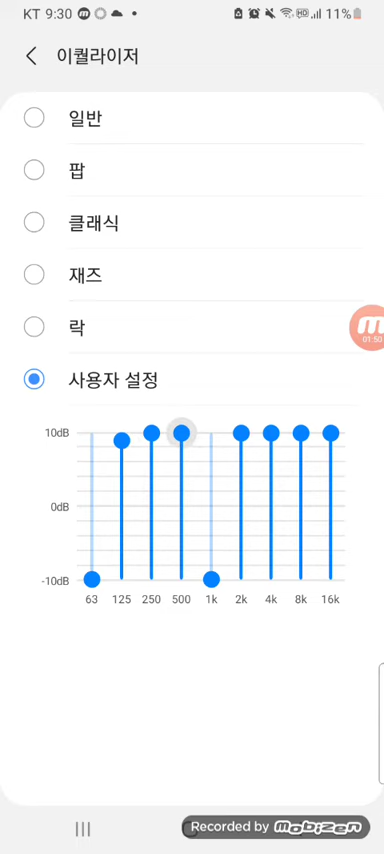 KT 9:30 11%
이퀄라이저
일반
팝
클래식
재즈
락
01:50
사용자 설정
10dB
0dB
-10dB
63 125 250 500 1k 2k 4k 8k 16k
Recorded by mobizen